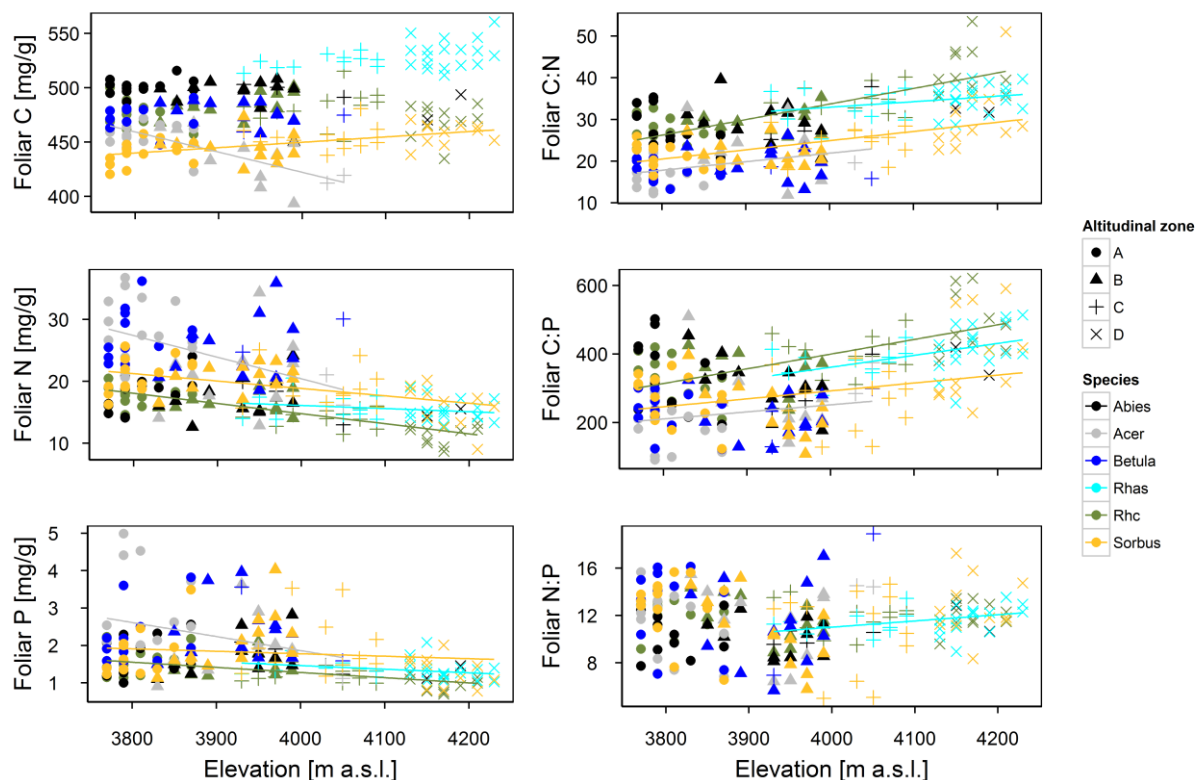 Foliar C [mg/g]
550
500
450
400
Foliar C:N
50
40
30
20
10
Foliar N [mg/g]
30
20
10
Foliar C:P
600
400
200
Foliar P [mg/g]
5
4
3
2
1
3800 3900 4000 4100 4200
Elevation [m a.s.l.]
Foliar N:P
16
14
12
10
8
3800 3900 4000 4100 4200
Elevation [m a.s.l.]
Altitudinal zone
A
B
C
D
Species
Abies
Acer
Betula
Rhas
Rhc
Sorbus